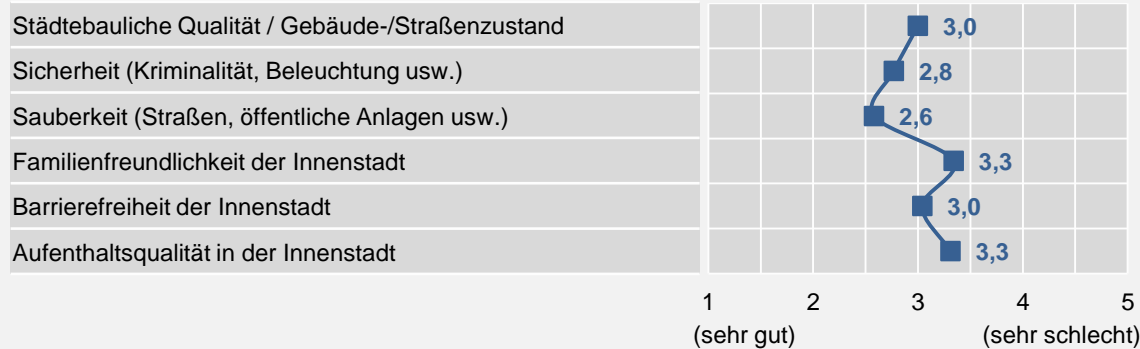 Städtebauliche Qualität / Gebäude-/Straßenzustand 3,0
Sicherheit (Kriminalität, Beleuchtung usw.) 2,8
Sauberkeit (Straßen, öffentliche Anlagen usw.) 2,6
Familienfreundlichkeit der Innenstadt 3,3
Barrierefreiheit der Innenstadt 3,0
Aufenthaltsqualität in der Innenstadt 3,3
1 2 3 4 5
(sehr gut) (sehr schlecht)